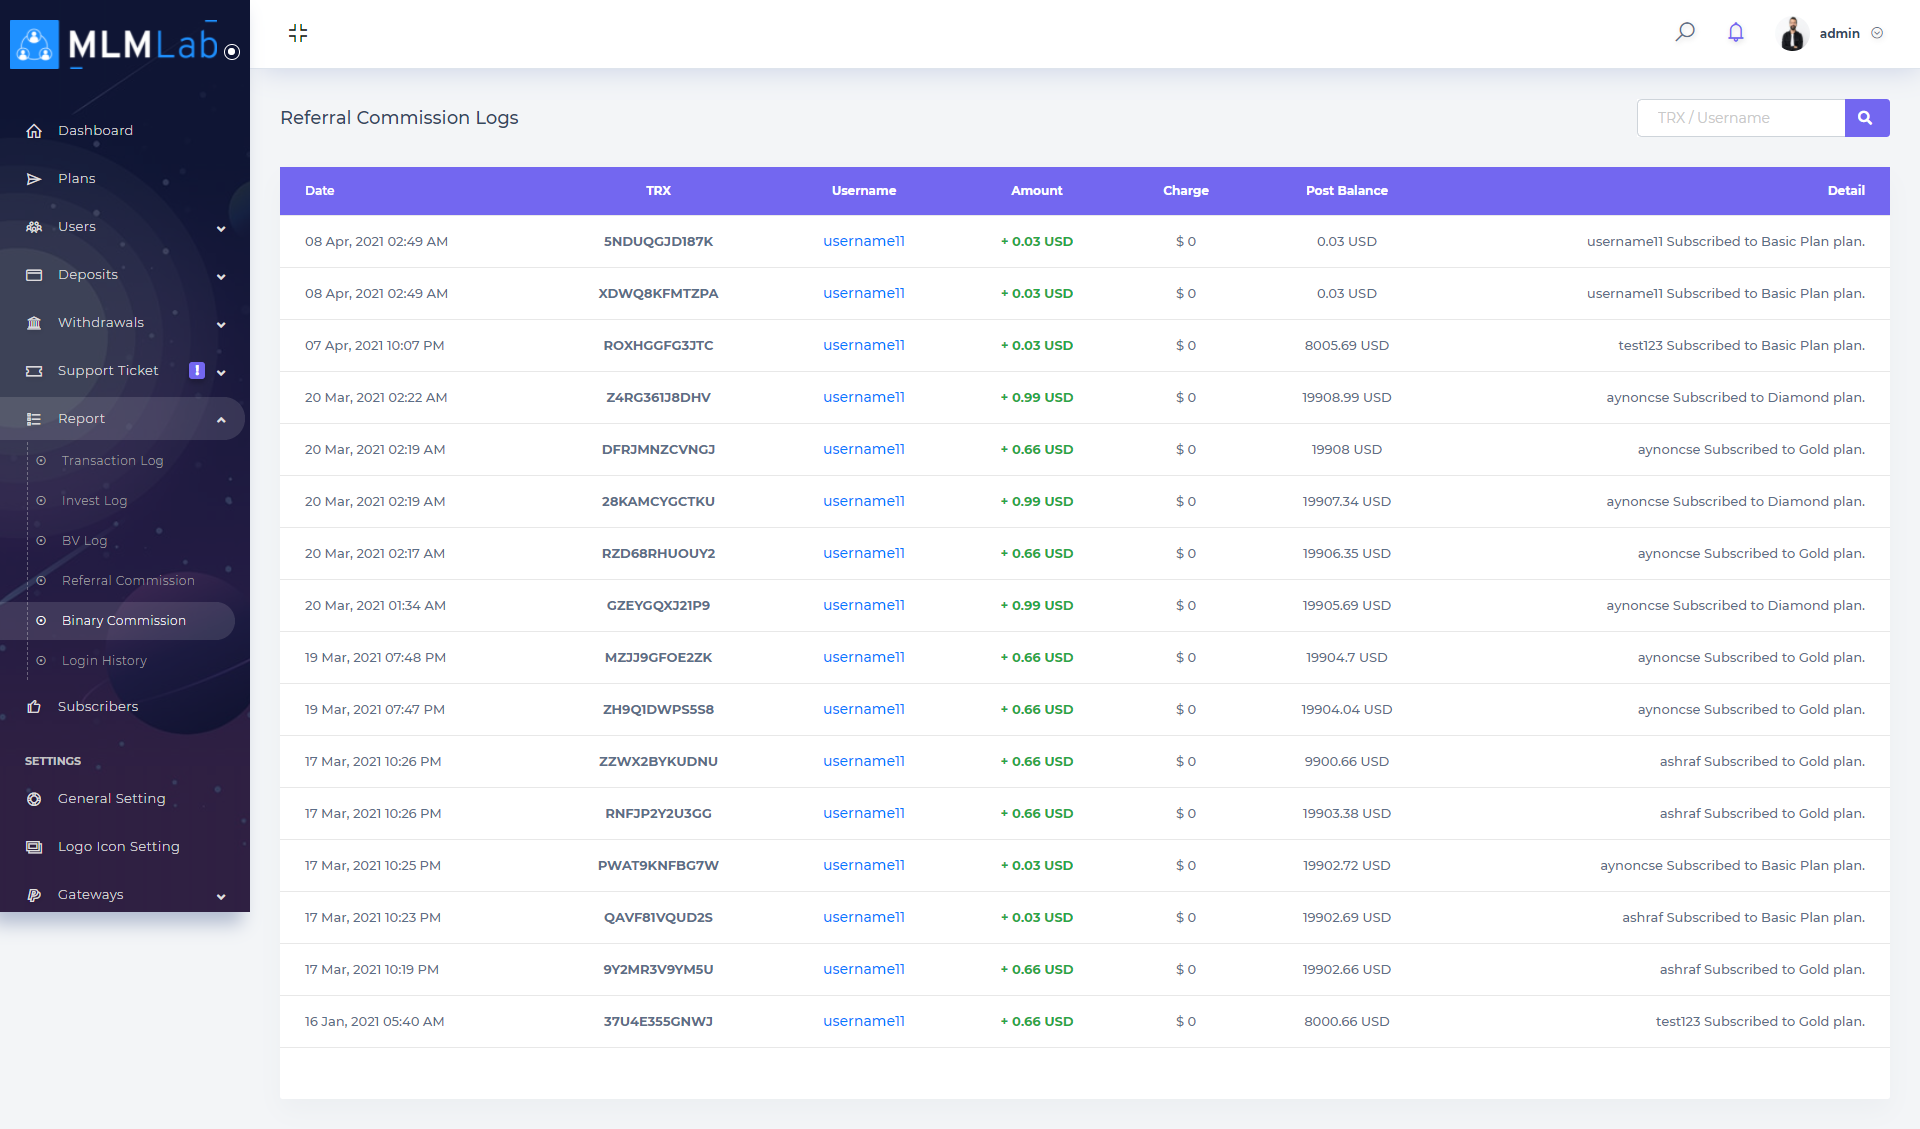 MLMLab
admin
Dashboard
Plans
Users
Deposits
Withdrawals
Support Ticket !
Report
Transaction Log
Invest Log
BV Log
Referral Commission
Binary Commission
Login History
Subscribers
SETTINGS
General Setting
Logo Icon Setting
Gateways
Referral Commission Logs
TRX / Username
Date TRX Username Amount Charge Post Balance Detail
08 Apr, 2021 02:49 AM 5NDUQGJD187K username11 + 0.03 USD $ 0 0.03 USD username11 Subscribed to Basic Plan plan.
08 Apr, 2021 02:49 AM XDWQ8KFMTZPA username11 + 0.03 USD $ 0 0.03 USD username11 Subscribed to Basic Plan plan.
07 Apr, 2021 10:07 PM ROXHGGFG3JTC username11 + 0.03 USD $ 0 8005.69 USD test123 Subscribed to Basic Plan plan.
20 Mar, 2021 02:22 AM Z4RG361J8DHV username11 + 0.99 USD $ 0 19908.99 USD aynoncse Subscribed to Diamond plan.
20 Mar, 2021 02:19 AM DFRJMNZCVNGJ username11 + 0.66 USD $ 0 19908 USD aynoncse Subscribed to Gold plan.
20 Mar, 2021 02:19 AM 28KAMCYGCTKU username11 + 0.99 USD $ 0 19907.34 USD aynoncse Subscribed to Diamond plan.
20 Mar, 2021 02:17 AM RZD68RHUOUY2 username11 + 0.66 USD $ 0 19906.35 USD aynoncse Subscribed to Gold plan.
20 Mar, 2021 01:34 AM GZEYGQXJ21P9 username11 + 0.99 USD $ 0 19905.69 USD aynoncse Subscribed to Diamond plan.
19 Mar, 2021 07:48 PM MZJJ9GFOE2ZK username11 + 0.66 USD $ 0 19904.7 USD aynoncse Subscribed to Gold plan.
19 Mar, 2021 07:47 PM ZH9Q1DWPS5S8 username11 + 0.66 USD $ 0 19904.04 USD aynoncse Subscribed to Gold plan.
17 Mar, 2021 10:26 PM ZZWX2BYKUDNU username11 + 0.66 USD $ 0 9900.66 USD ashraf Subscribed to Gold plan.
17 Mar, 2021 10:26 PM RNFJP2Y2U3GG username11 + 0.66 USD $ 0 19903.38 USD ashraf Subscribed to Gold plan.
17 Mar, 2021 10:25 PM PWAT9KNFBG7W username11 + 0.03 USD $ 0 19902.72 USD aynoncse Subscribed to Basic Plan plan.
17 Mar, 2021 10:23 PM QAVF81VQUD2S username11 + 0.03 USD $ 0 19902.69 USD ashraf Subscribed to Basic Plan plan.
17 Mar, 2021 10:19 PM 9Y2MR3V9YM5U username11 + 0.66 USD $ 0 19902.66 USD ashraf Subscribed to Gold plan.
16 Jan, 2021 05:40 AM 37U4E355GNWJ username11 + 0.66 USD $ 0 8000.66 USD test123 Subscribed to Gold plan.